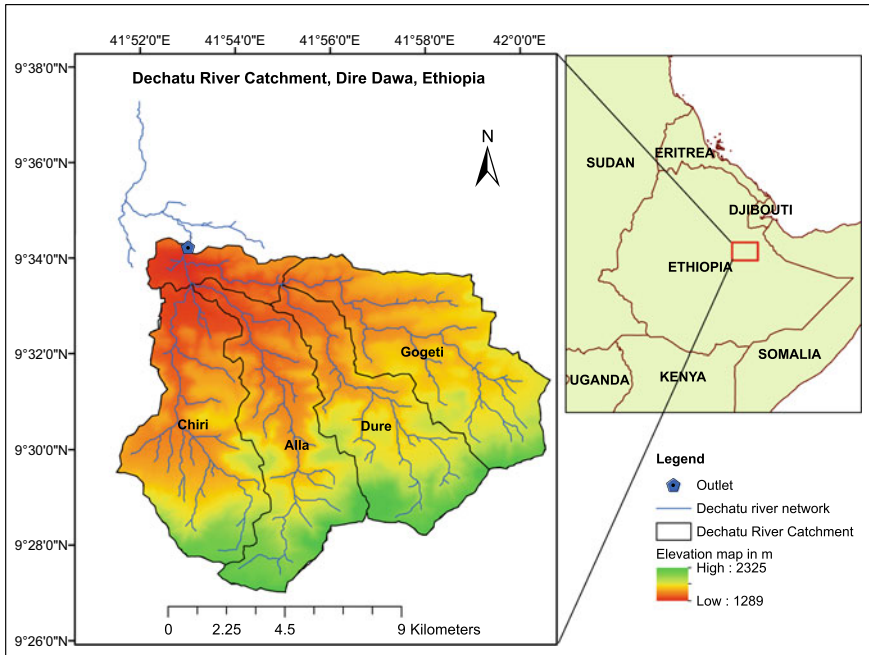 41°52'0"E 41°54'0"E 41°56'0"E 41°58'0"E 42°0'0"E
9°38'0"N
Dechatu River Catchment, Dire Dawa, Ethiopia
N
9°36'0"N
9°34'0"N
9°32'0"N
9°30'0"N
9°28'0"N
9°26'0"N
Gogeti
Chiri
Alla
Dure
0 2.25 4.5 9 Kilometers
SUDAN
ERITREA
DJIBOUTI
ETHIOPIA
SOMALIA
UGANDA
KENYA
Legend
Outlet
Dechatu river network
Dechatu River Catchment
Elevation map in m
High : 2325
Low : 1289